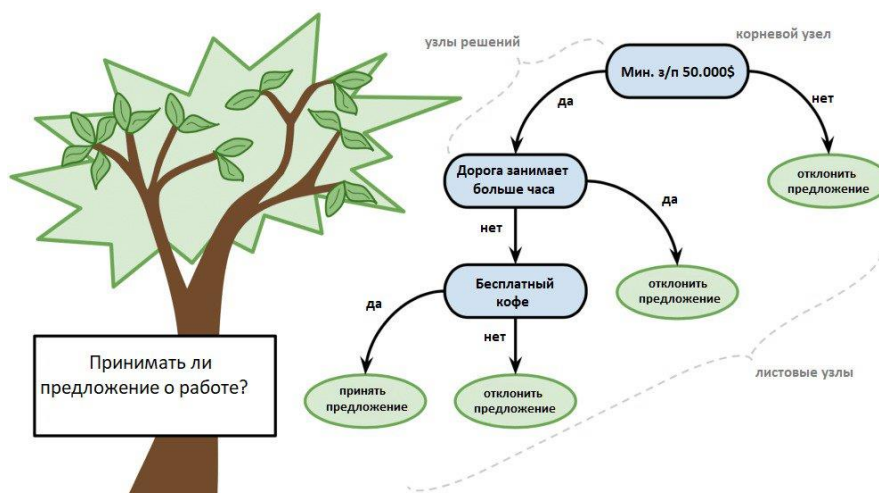 узлы решений
корневой узел
Мин. з/п 50.000$
да
нет
Дорога занимает
больше часа
отклонить
предложение
да
нет
Бесплатный
кофе
отклонить
предложение
да
нет
Принимать ли
предложение о работе?
принять
предложение
отклонить
предложение
листовые узлы